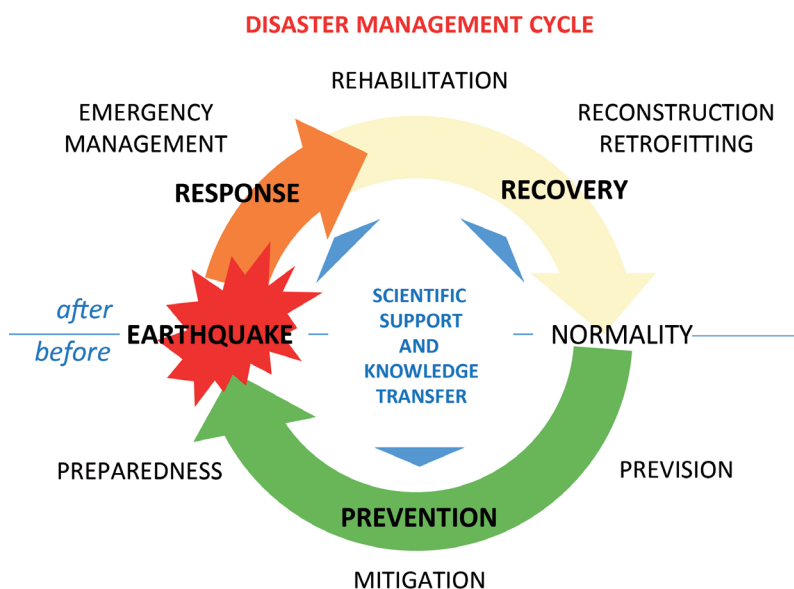 DISASTER MANAGEMENT CYCLE
REHABILITATION
EMERGENCY
MANAGEMENT
RECONSTRUCTION
RETROFITTING
RESPONSE
RECOVERY
after
before
EARTHQUAKE
SCIENTIFIC
SUPPORT
AND
KNOWLEDGE
TRANSFER
NORMALITY
PREPAREDNESS
PREVISION
PREVENTION
MITIGATION